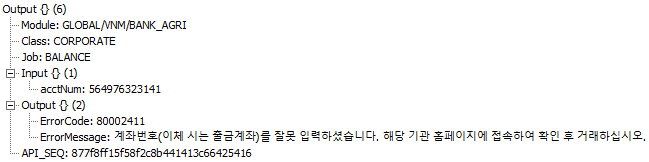 Output {} (6)
Module: GLOBAL/VNM/BANK_AGRI
Class: CORPORATE
Job: BALANCE
Input {} (1)
acctNum: 564976323141
Output {} (2)
ErrorCode: 80002411
ErrorMessage: 계좌번호(이체 시는 출금계좌)를 잘못 입력하셨습니다. 해당 기관 홈페이지에 접속하여 확인 후 거래하십시오.
API_SEQ: 877f8ff15f58f2c8b441413c66425416